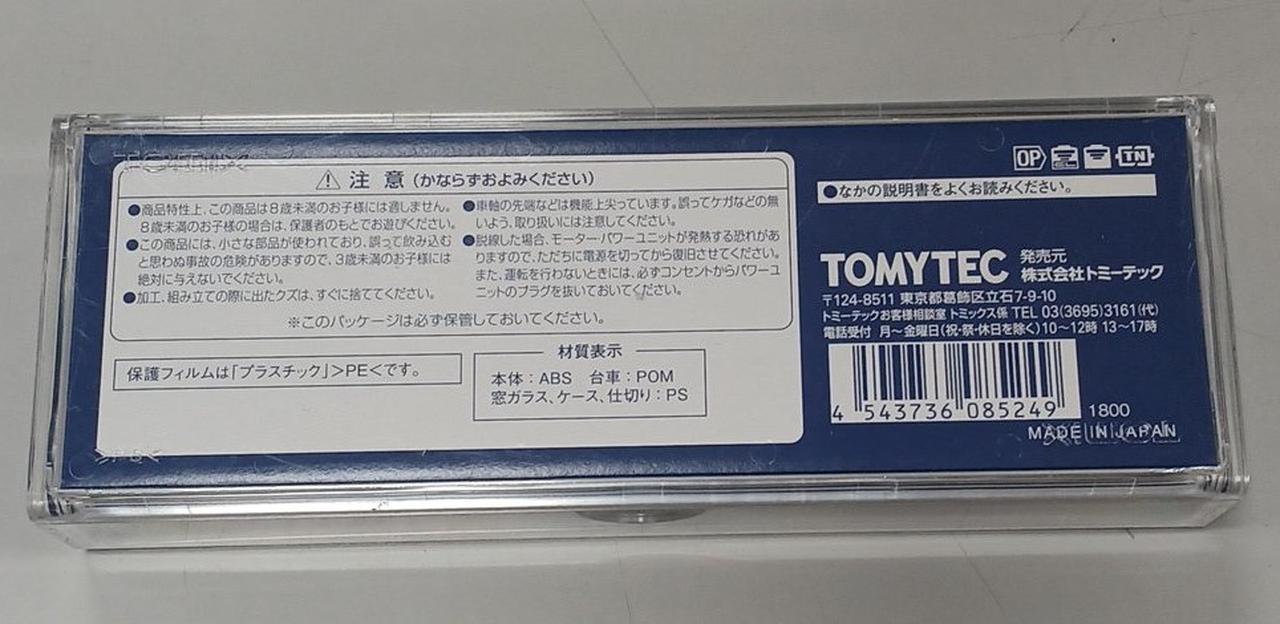 TOMIX
⚠ 注 意 (かならずおよみください)
●商品特性上、この商品は8歳未満のお子様には適しません。
8歳未満のお子様の場合は、保護者のもとでお遊びください。
●この商品には、小さな部品が使われており、誤って飲み込む
と思わぬ事故の危険がありますので、3歳未満のお子様には
絶対に与えないでください。
●加工、組み立ての際に出たクズは、すぐに捨ててください。
●車軸の先端などは機能上尖っています。誤ってケガなどの無
いよう、取り扱いには注意してください。
●脱線した場合、モーター・パワーユニットが発熱する恐れがあ
りますので、ただちに電源を切ってから復旧させてください。
また、運転を行わないときには、必ずコンセントからパワーユ
ニットのプラグを抜いておいてください。
※このパッケージは必ず保管しておいてください。
保護フィルムは「プラスチック」>PE<です。
材質表示
本体:ABS 台車:POM
窓ガラス、ケース、仕切り:PS
OP EL TN
●なかの説明書をよくお読みください。
TOMYTEC 発売元
株式会社トミーテック
〒124-8511 東京都葛飾区立石7-9-10
トミーテックお客様相談室 トミックス係 TEL 03(3695)3161(代)
電話受付 月〜金曜日(祝・祭・休日を除く)10〜12時 13〜17時
4 543736 085249
1800
MADE IN JAPAN